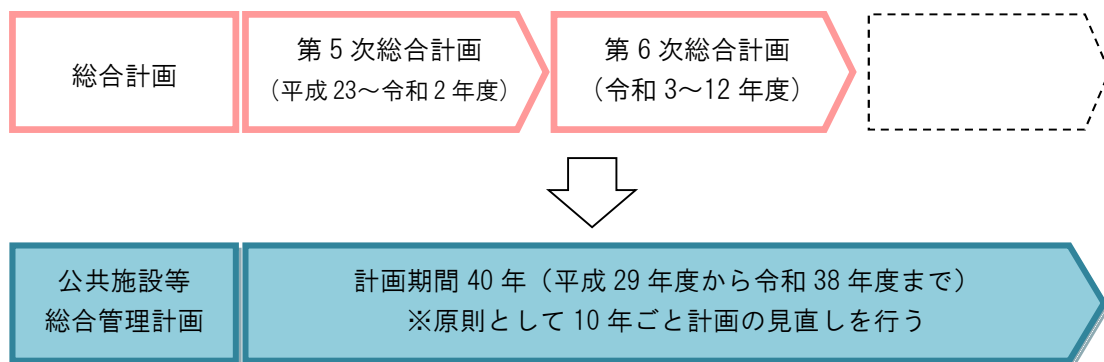 総合計画
第５次総合計画
（平成 23～令和２年度）
第６次総合計画
（令和 3～12 年度）
公共施設等
総合管理計画
計画期間 40 年（平成 29 年度から令和 38 年度まで）
※原則として 10 年ごと計画の見直しを行う